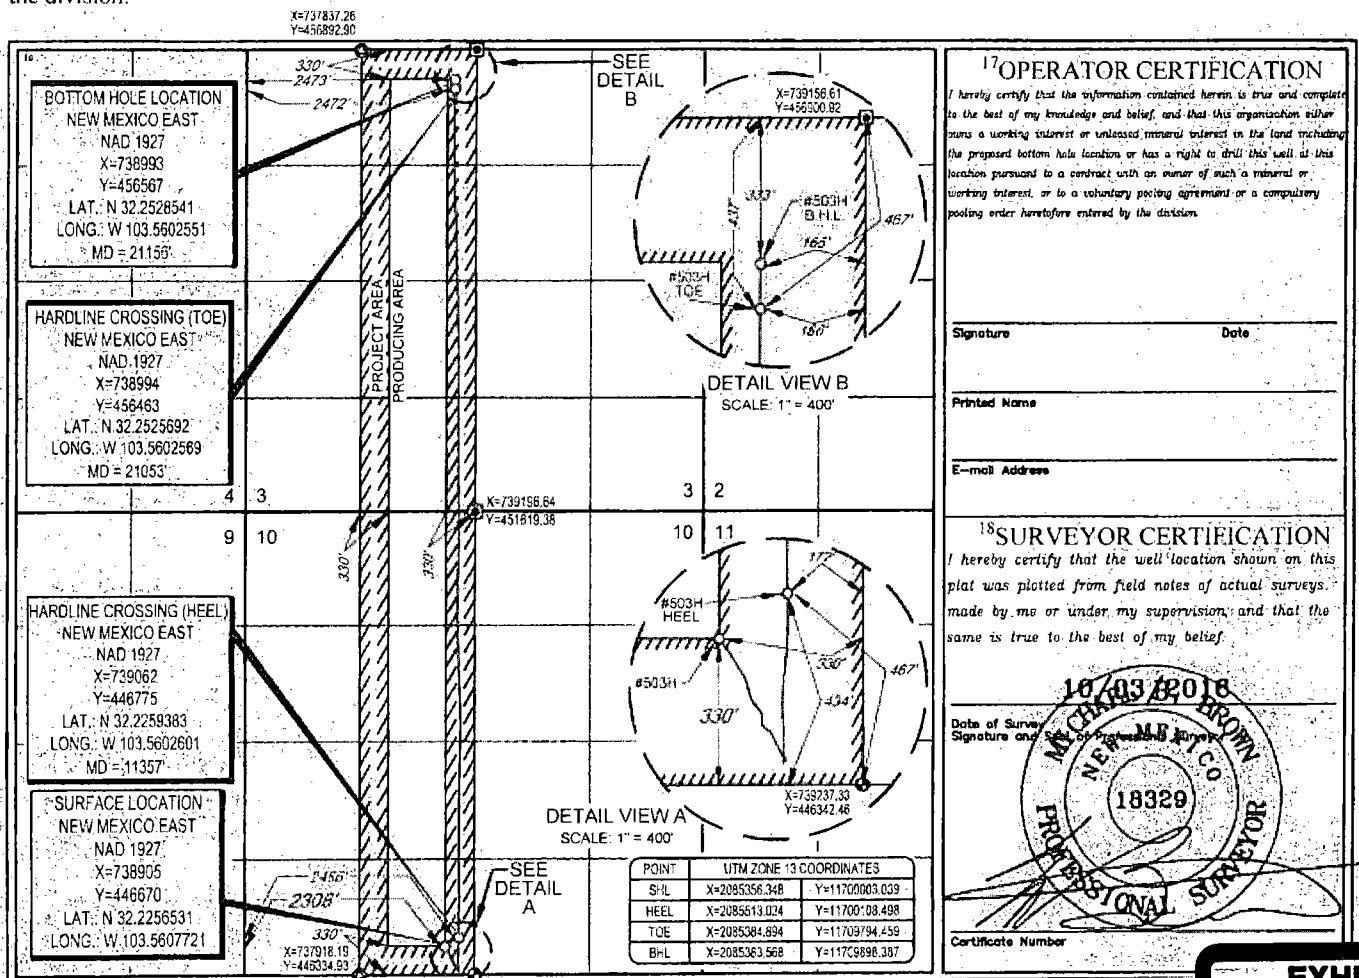 the division.
X=737837.26
Y=456892.90
16
330'
2473'
2472'
SEE
DETAIL
B
BOTTOM HOLE LOCATION
NEW MEXICO EAST
NAD 1927
X=738993
Y=456567
LAT.: N 32.2528541
LONG.: W 103.5602551
MD = 21156'
HARDLINE CROSSING (TOE)
NEW MEXICO EAST
NAD 1927
X=738994
Y=456463
LAT.: N 32.2525692
LONG.: W 103.5602569
MD = 21053'
PROJECT AREA
PRODUCING AREA
4 3
9 10
X=739196.64
Y=451619.38
330'
330'
3 2
10 11
X=739156.61
Y=456900.82
437'
333'
#503H
B.H.L.
467'
165'
#503H
TOE
166'
DETAIL VIEW B
SCALE: 1" = 400'
HARDLINE CROSSING (HEEL)
NEW MEXICO EAST
NAD 1927
X=739062
Y=446775
LAT.: N 32.2259383
LONG.: W 103.5602601
MD = 11357'
SURFACE LOCATION
NEW MEXICO EAST
NAD 1927
X=738905
Y=446670
LAT.: N 32.2256531
LONG.: W 103.5607721
2308'
330'
X=737918.19
Y=446334.93
SEE
DETAIL
A
177'
#503H
HEEL
330'
467'
#503H
434'
330'
X=739237.33
Y=446342.46
DETAIL VIEW A
SCALE: 1" = 400'
POINT UTM ZONE 13 COORDINATES
SHL X=2085356.348
HEEL X=2085513.024 Y=11700108.498
TOE X=2085384.894 Y=11709794.459
BHL X=2085383.568 Y=11709898.387
17OPERATOR CERTIFICATION
I hereby certify that the information contained herein is true and complete
to the best of my knowledge and belief, and that this organization either
owns a working interest or unleased mineral interest in the land including
the proposed bottom hole location or has a right to drill this well at this
location pursuant to a contract with an owner of such a mineral or
working interest, or to a voluntary pooling agreement or a compulsory
pooling order heretofore entered by the division.
Signature Date
Printed Name
E-mail Address
18SURVEYOR CERTIFICATION
I hereby certify that the well location shown on this
plat was plotted from field notes of actual surveys
made by me or under my supervision, and that the
same is true to the best of my belief.
10/03/2016
Date of Survey
Signature and Seal of Professional Surveyor
MICHAEL BROWN
NEW MEXICO
18329
PROFESSIONAL SURVEYOR
Certificate Number